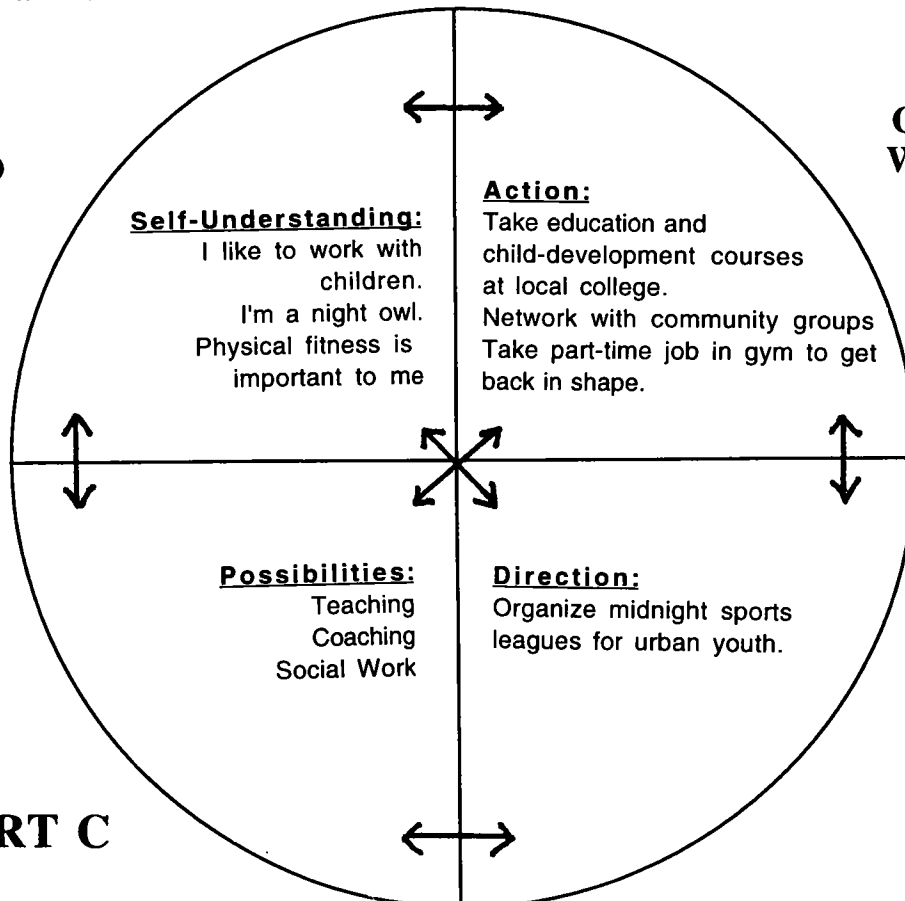 Self-Understanding:
I like to work with
children.
I'm a night owl.
Physical fitness is
important to me
Action:
Take education and
child-development courses
at local college.
Network with community groups
Take part-time job in gym to get
back in shape.
Possibilities:
Teaching
Coaching
Social Work
Direction:
Organize midnight sports
leagues for urban youth.
RT C